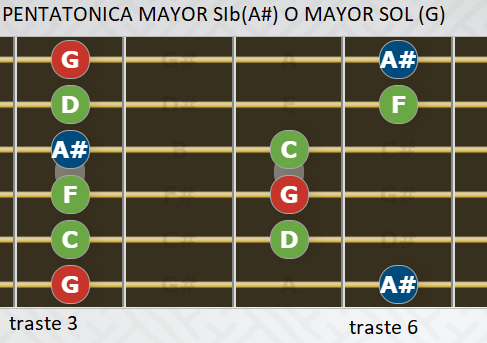 PENTATONICA MAYOR SIb(A#) O MAYOR SOL (G)
G G# A A#
D D# E F
A# B C C#
F F# G G#
C C# D D#
G G# A A#
traste 3 traste 6